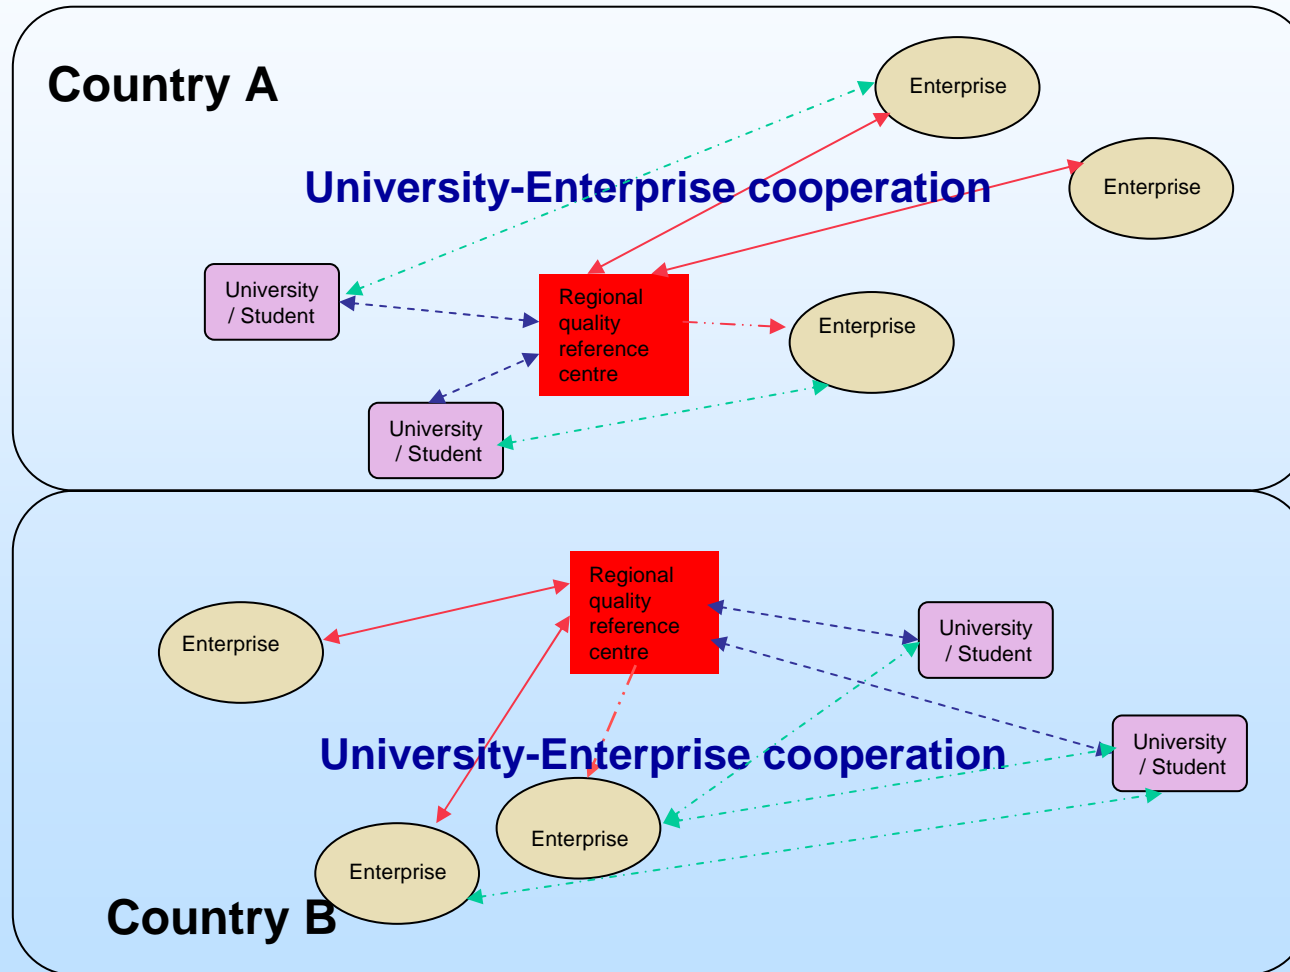 Country A
Enterprise
University-Enterprise cooperation
Enterprise
University
/ Student
Regional
quality
reference
centre
Enterprise
University
/ Student
Regional
quality
reference
centre
Enterprise
University
/ Student
University-Enterprise cooperation
University
/ Student
Enterprise
Enterprise
Country B